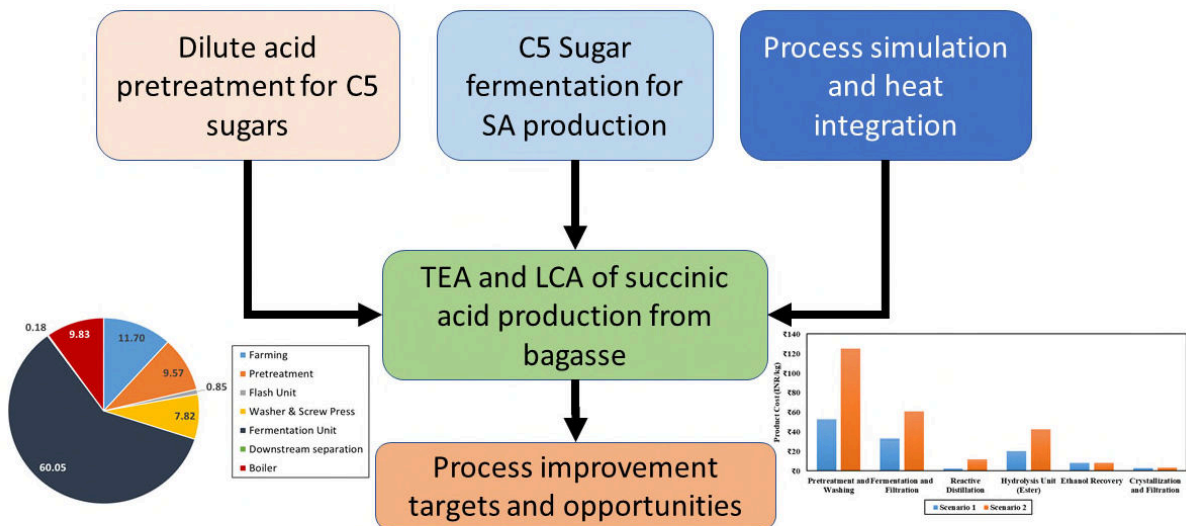 Dilute acid
pretreatment for C5
sugars
C5 Sugar
fermentation for
SA production
Process simulation
and heat
integration
TEA and LCA of succinic
acid production from
bagasse
Process improvement
targets and opportunities
0.18
9.83
11.70
9.57
0.85
7.82
60.05
Farming
Pretreatment
Flash Unit
Washer & Screw Press
Fermentation Unit
Downstream separation
Boiler
Product Cost (INR/kg)
₹140
₹120
₹100
₹80
₹60
₹40
₹20
₹0
Pretreatment and
Washing
Fermentation and
Filtration
Reactive
Distillation
Hydrolysis Unit
(Ester)
Ethanol Recovery
Crystallization
and Filtration
Scenario 1
Scenario 2